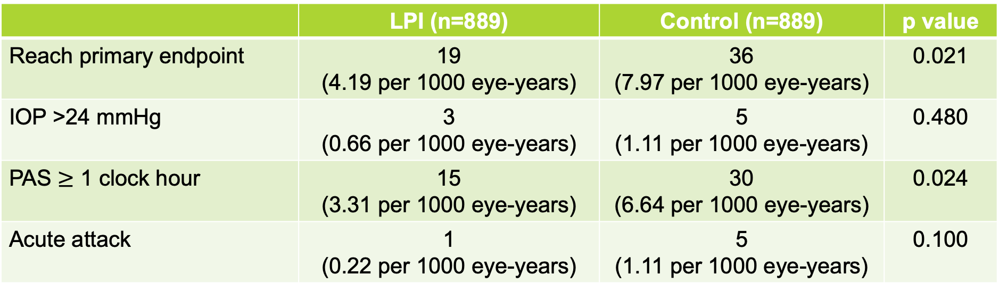 LPI (n=889) Control (n=889) p value
Reach primary endpoint 19 36 0.021
(4.19 per 1000 eye-years) (7.97 per 1000 eye-years)
IOP >24 mmHg 3 5 0.480
(0.66 per 1000 eye-years) (1.11 per 1000 eye-years)
PAS ≥ 1 clock hour 15 30 0.024
(3.31 per 1000 eye-years) (6.64 per 1000 eye-years)
Acute attack 1 5 0.100
(0.22 per 1000 eye-years) (1.11 per 1000 eye-years)